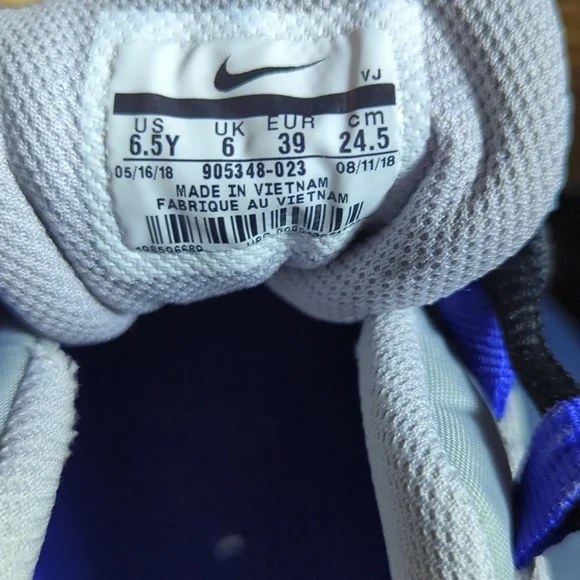 VJ
US UK EUR cm
6.5Y 6 39 24.5
05/16/18 905348-023 08/11/18
MADE IN VIETNAM
FABRIQUE AU VIETNAM